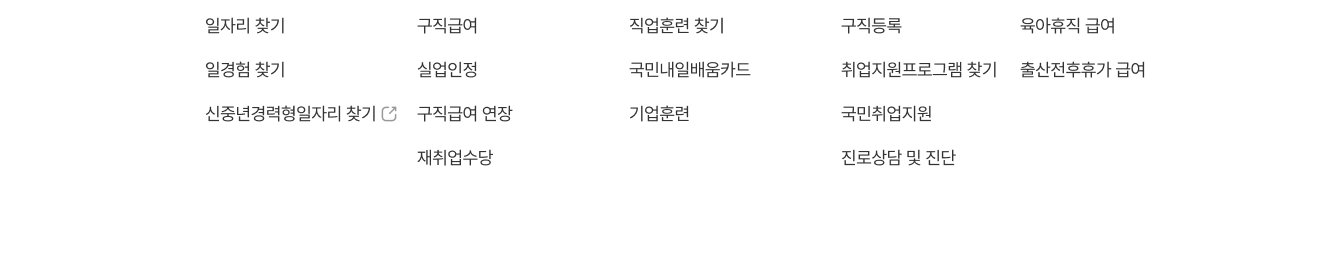 일자리 찾기
일경험 찾기
신중년경력형일자리 찾기
구직급여
실업인정
구직급여 연장
재취업수당
직업훈련 찾기
국민내일배움카드
기업훈련
구직등록
취업지원프로그램 찾기
국민취업지원
진로상담 및 진단
육아휴직 급여
출산전후휴가 급여